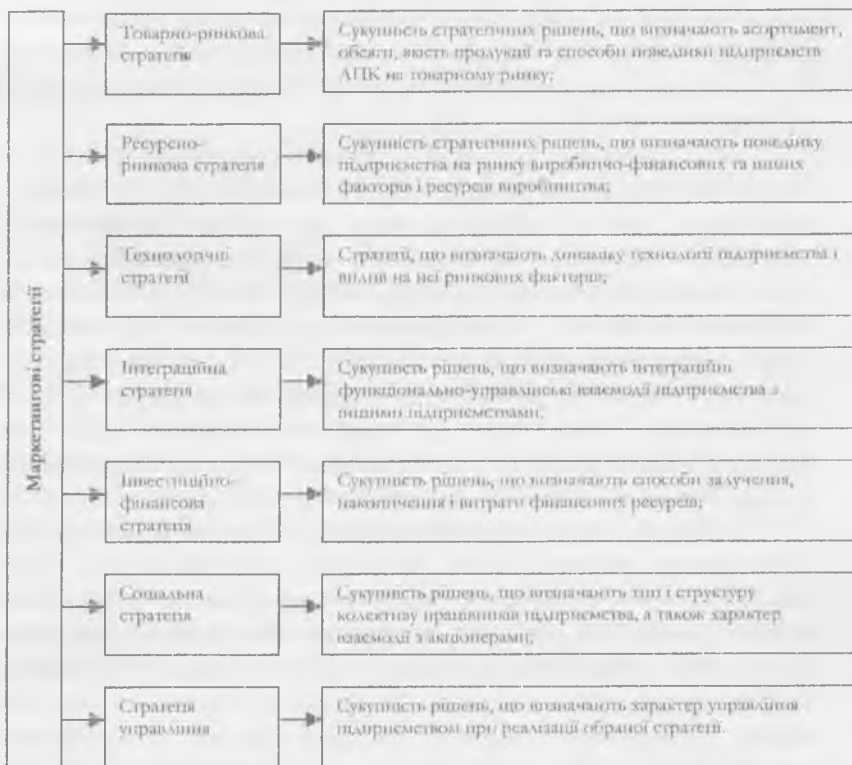 Маркетингові стратегії
Товарно-ринкова
стратегія
Сукупність стратегічних рішень, що визначають асортимент,
обсяги, якість продукції та способи поведінки підприємств
АПК на товарному ринку;
Ресурсно-
ринкова стратегія
Сукупність стратегічних рішень, що визначають поведінку
підприємства на ринку виробничо-фінансових та інших
факторів і ресурсів виробництва;
Технологічні
стратегії
Стратегії, що визначають динаміку технології підприємства і
вплив на неї ринкових факторів;
Інтеграційна
стратегія
Сукупність рішень, що визначають інтеграційні
функціонально-управлінські взаємодії підприємства з
іншими підприємствами;
Інвестиційно-
фінансова
стратегія
Сукупність рішень, що визначають способи залучення,
накопичення і витрати фінансових ресурсів;
Соціальна
стратегія
Сукупність рішень, що визначають тип і структуру
колективу працівників підприємства, а також характер
взаємодії з акціонерами;
Стратегія
управління
Сукупність рішень, що визначають характер управління
підприємством при реалізації обраної стратегії.